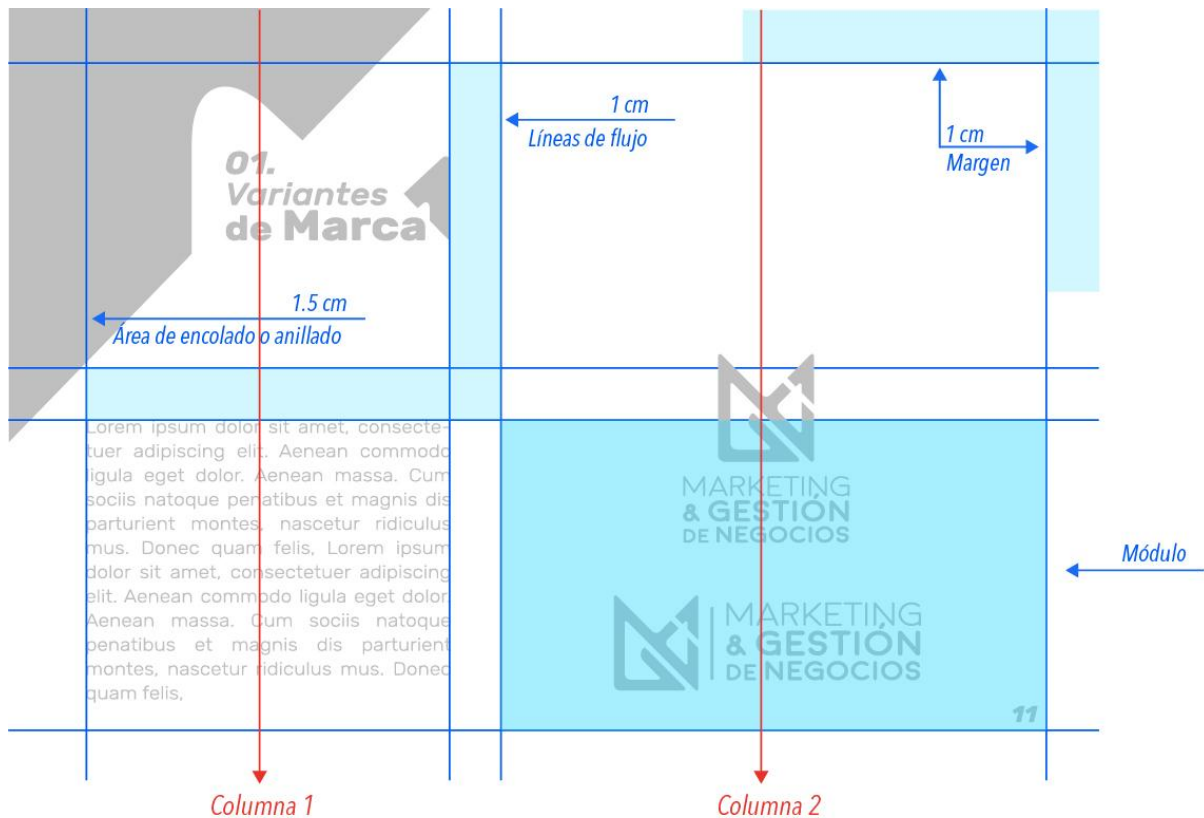 1 cm
Líneas de flujo
1 cm
Margen
01.
Variantes
de Marca
1.5 cm
Área de encolado o anillado
Lorem ipsum dolor sit amet, consecte-
tuer adipiscing elit. Aenean commodo
ligula eget dolor. Aenean massa. Cum
sociis natoque penatibus et magnis dis
parturient montes, nascetur ridiculus
mus. Donec quam felis, Lorem ipsum
dolor sit amet, consectetuer adipiscing
elit. Aenean commodo ligula eget dolor.
Aenean massa. Cum sociis natoque
penatibus et magnis dis parturient
montes, nascetur ridiculus mus. Donec
quam felis,
MARKETING
& GESTIÓN
DE NEGOCIOS
Módulo
MARKETING
& GESTIÓN
DE NEGOCIOS
11
Columna 1
Columna 2